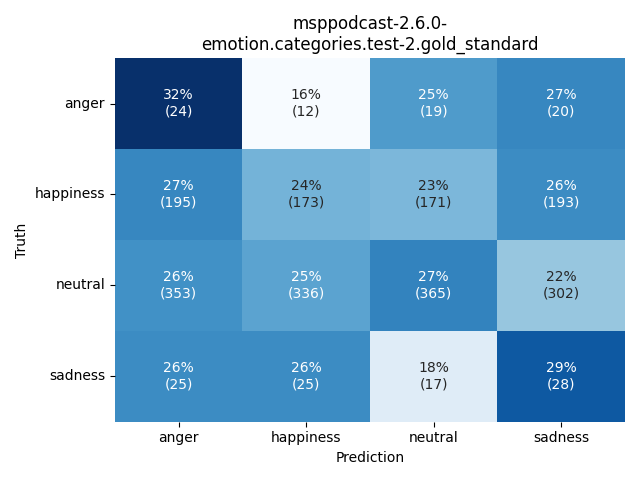 msppodcast-2.6.0-
emotion.categories.test-2.gold_standard
anger
32%
(24)
16%
(12)
25%
(19)
27%
(20)
happiness
27%
(195)
24%
(173)
23%
(171)
26%
(193)
neutral
26%
(353)
25%
(336)
27%
(365)
22%
(302)
sadness
26%
(25)
26%
(25)
18%
(17)
29%
(28)
Truth
anger
happiness
neutral
sadness
Prediction